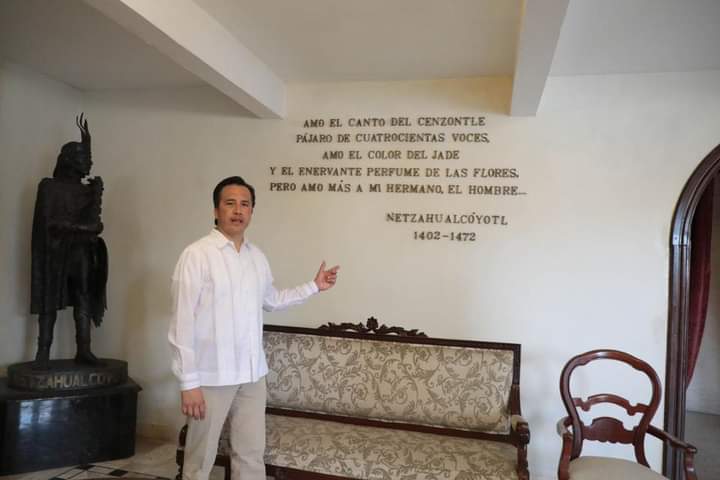 AMO EL CANTO DEL CENZONTLE
PÁJARO DE CUATROCIENTAS VOCES,
AMO EL COLOR DEL JADE
Y EL ENERVANTE PERFUME DE LAS FLORES,
PERO AMO MÁS A MI HERMANO, EL HOMBRE...
NETZAHUALCÓYOTL
1402-1472
NETZAHUALCOY